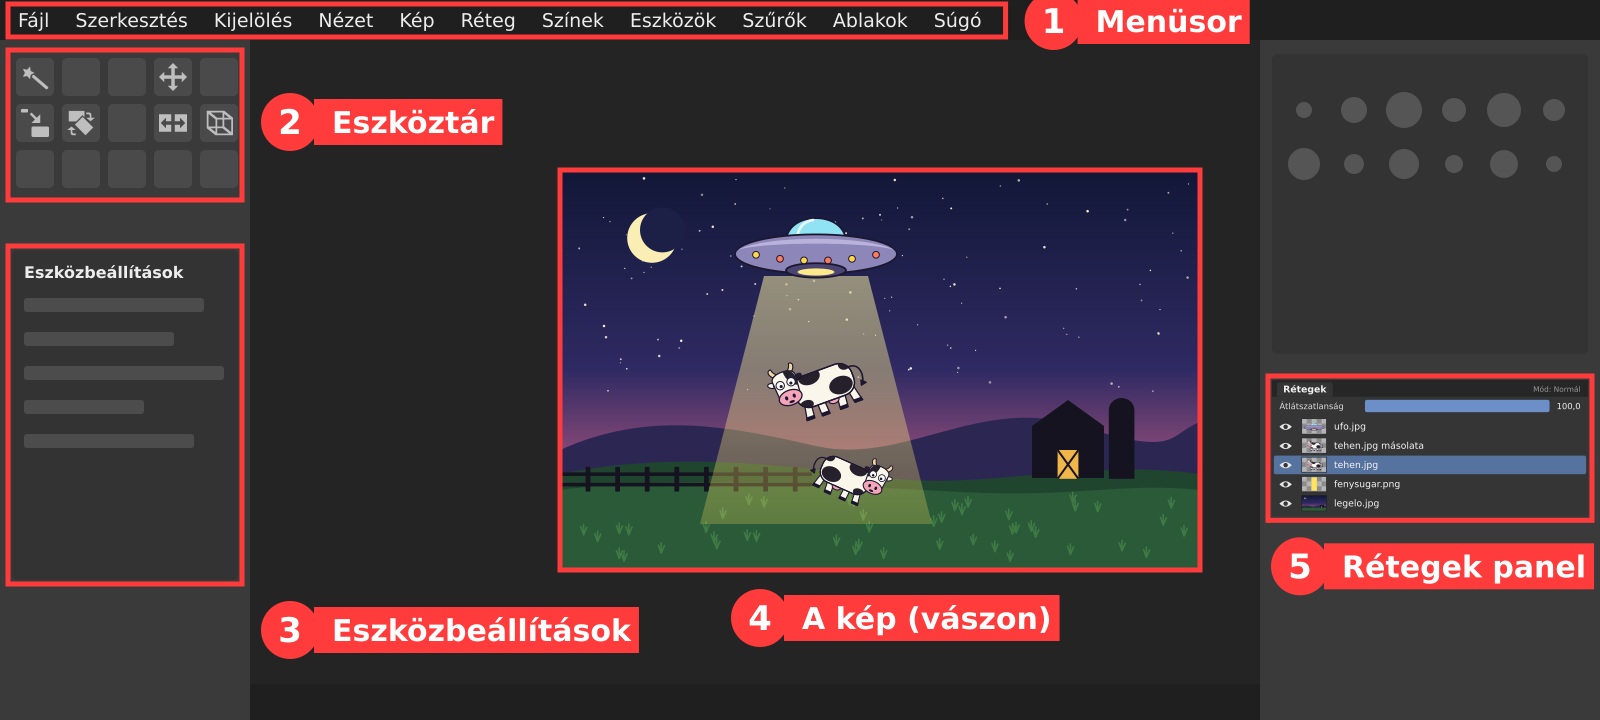 Fájl Szerkesztés Kijelölés Nézet Kép Réteg Színek Eszközök Szűrők Ablakok Súgó
1 Menüsor
2 Eszköztár
Eszközbeállítások
Rétegek Mód: Normál
Átlátszatlanság 100,0
ufo.jpg
tehen.jpg másolata
tehen.jpg
fenysugar.png
legelo.jpg
5 Rétegek panel
4 A kép (vászon)
3 Eszközbeállítások